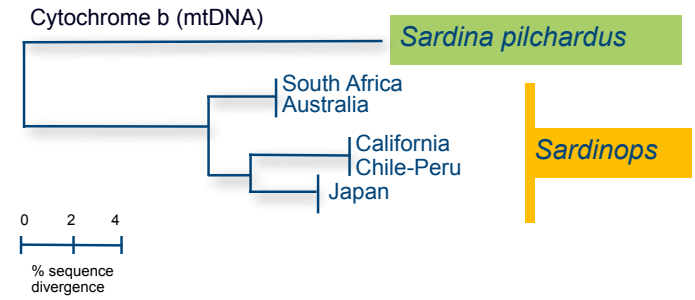 Cytochrome b (mtDNA)
Sardina pilchardus
South Africa
Australia
California
Chile-Peru
Japan
Sardinops
0 2 4
% sequence
divergence